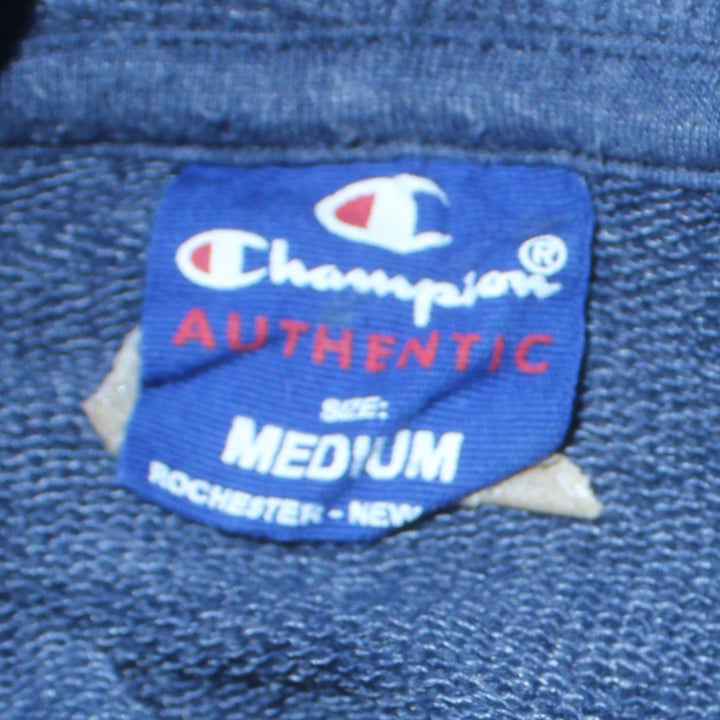 Champion®
AUTHENTIC
SIZE:
MEDIUM
ROCHESTER - NEW